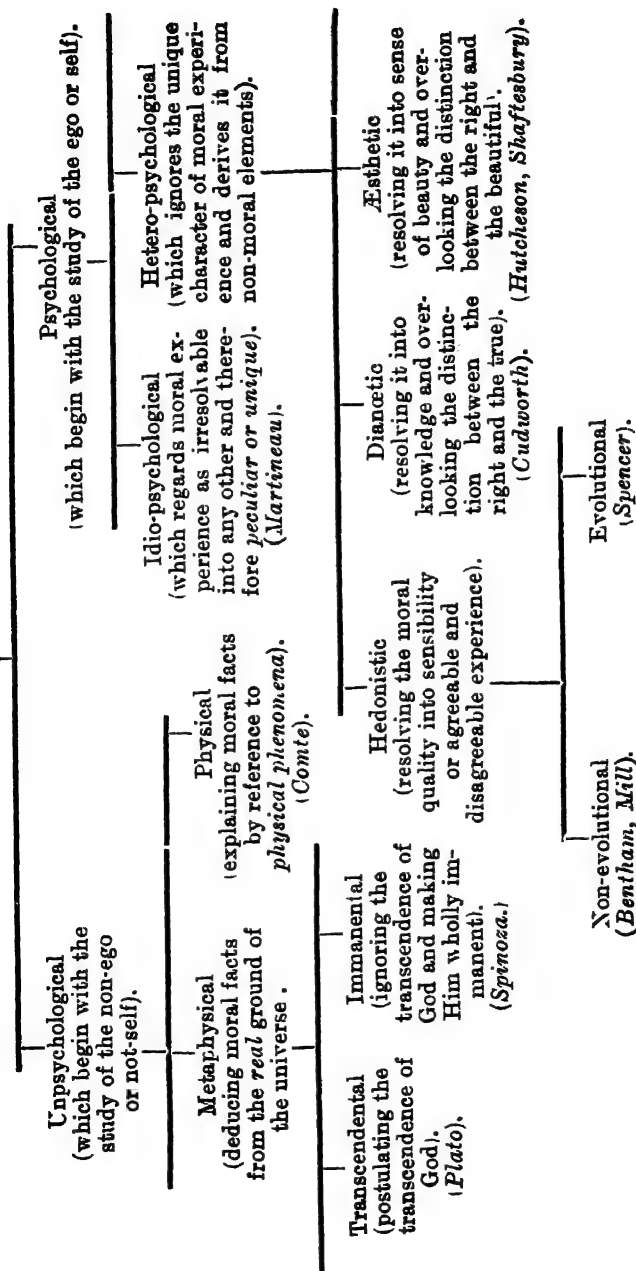 Unpsychological
(which begin with the
study of the non-ego
or not-self).
Psychological
(which begin with the study of the ego or self).
Metaphysical
(deducing moral facts
from the real ground of
the universe .
Physical
(explaining moral facts
by reference to
physical phenomena).
(Comte).
Idio-psychological
(which regards moral ex-
perience as irresolvable
into any other and there-
fore peculiar or unique).
(Martineau).
Hetero-psychological
(which ignores the unique
character of moral experi-
ence and derives it from
non-moral elements).
Transcendental
(postulating the
transcendence of
God).
(Plato).
Immanental
(ignoring the
transcendence of
God and making
Him wholly im-
manent).
(Spinoza.)
Hedonistic
(resolving the moral
quality into sensibility
or agreeable and
disagreeable experience).
Dianœtic
(resolving it into
knowledge and over-
looking the distinc-
tion between the
right and the true).
(Cudworth).
Æsthetic
(resolving it into sense
of beauty and over-
looking the distinction
between the right and
the beautiful).
(Hutcheson, Shaftesbury).
Non-evolutional
(Bentham, Mill).
Evolutional
(Spencer).